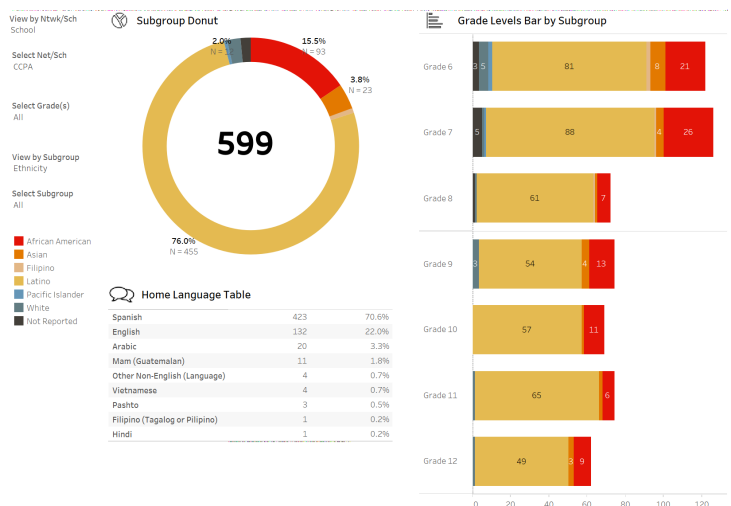 View by Ntwk/Sch
School
Select Net/Sch
CCPA
Select Grade(s)
All
View by Subgroup
Ethnicity
Select Subgroup
All
African American
Asian
Filipino
Latino
Pacific Islander
White
Not Reported
Subgroup Donut
2.0%
N = 12
15.5%
N = 93
3.8%
N = 23
599
76.0%
N = 455
Home Language Table
Spanish 423 70.6%
English 132 22.0%
Arabic 20 3.3%
Mam (Guatemalan) 11 1.8%
Other Non-English (Language) 4 0.7%
Vietnamese 4 0.7%
Pashto 3 0.5%
Filipino (Tagalog or Pilipino) 1 0.2%
Hindi 1 0.2%
Grade Levels Bar by Subgroup
Grade 6 3 5 81 8 21
Grade 7 5 88 4 26
Grade 8 61 7
Grade 9 3 54 4 13
Grade 10 57 11
Grade 11 65 6
Grade 12 49 3 9
0 20 40 60 80 100 120